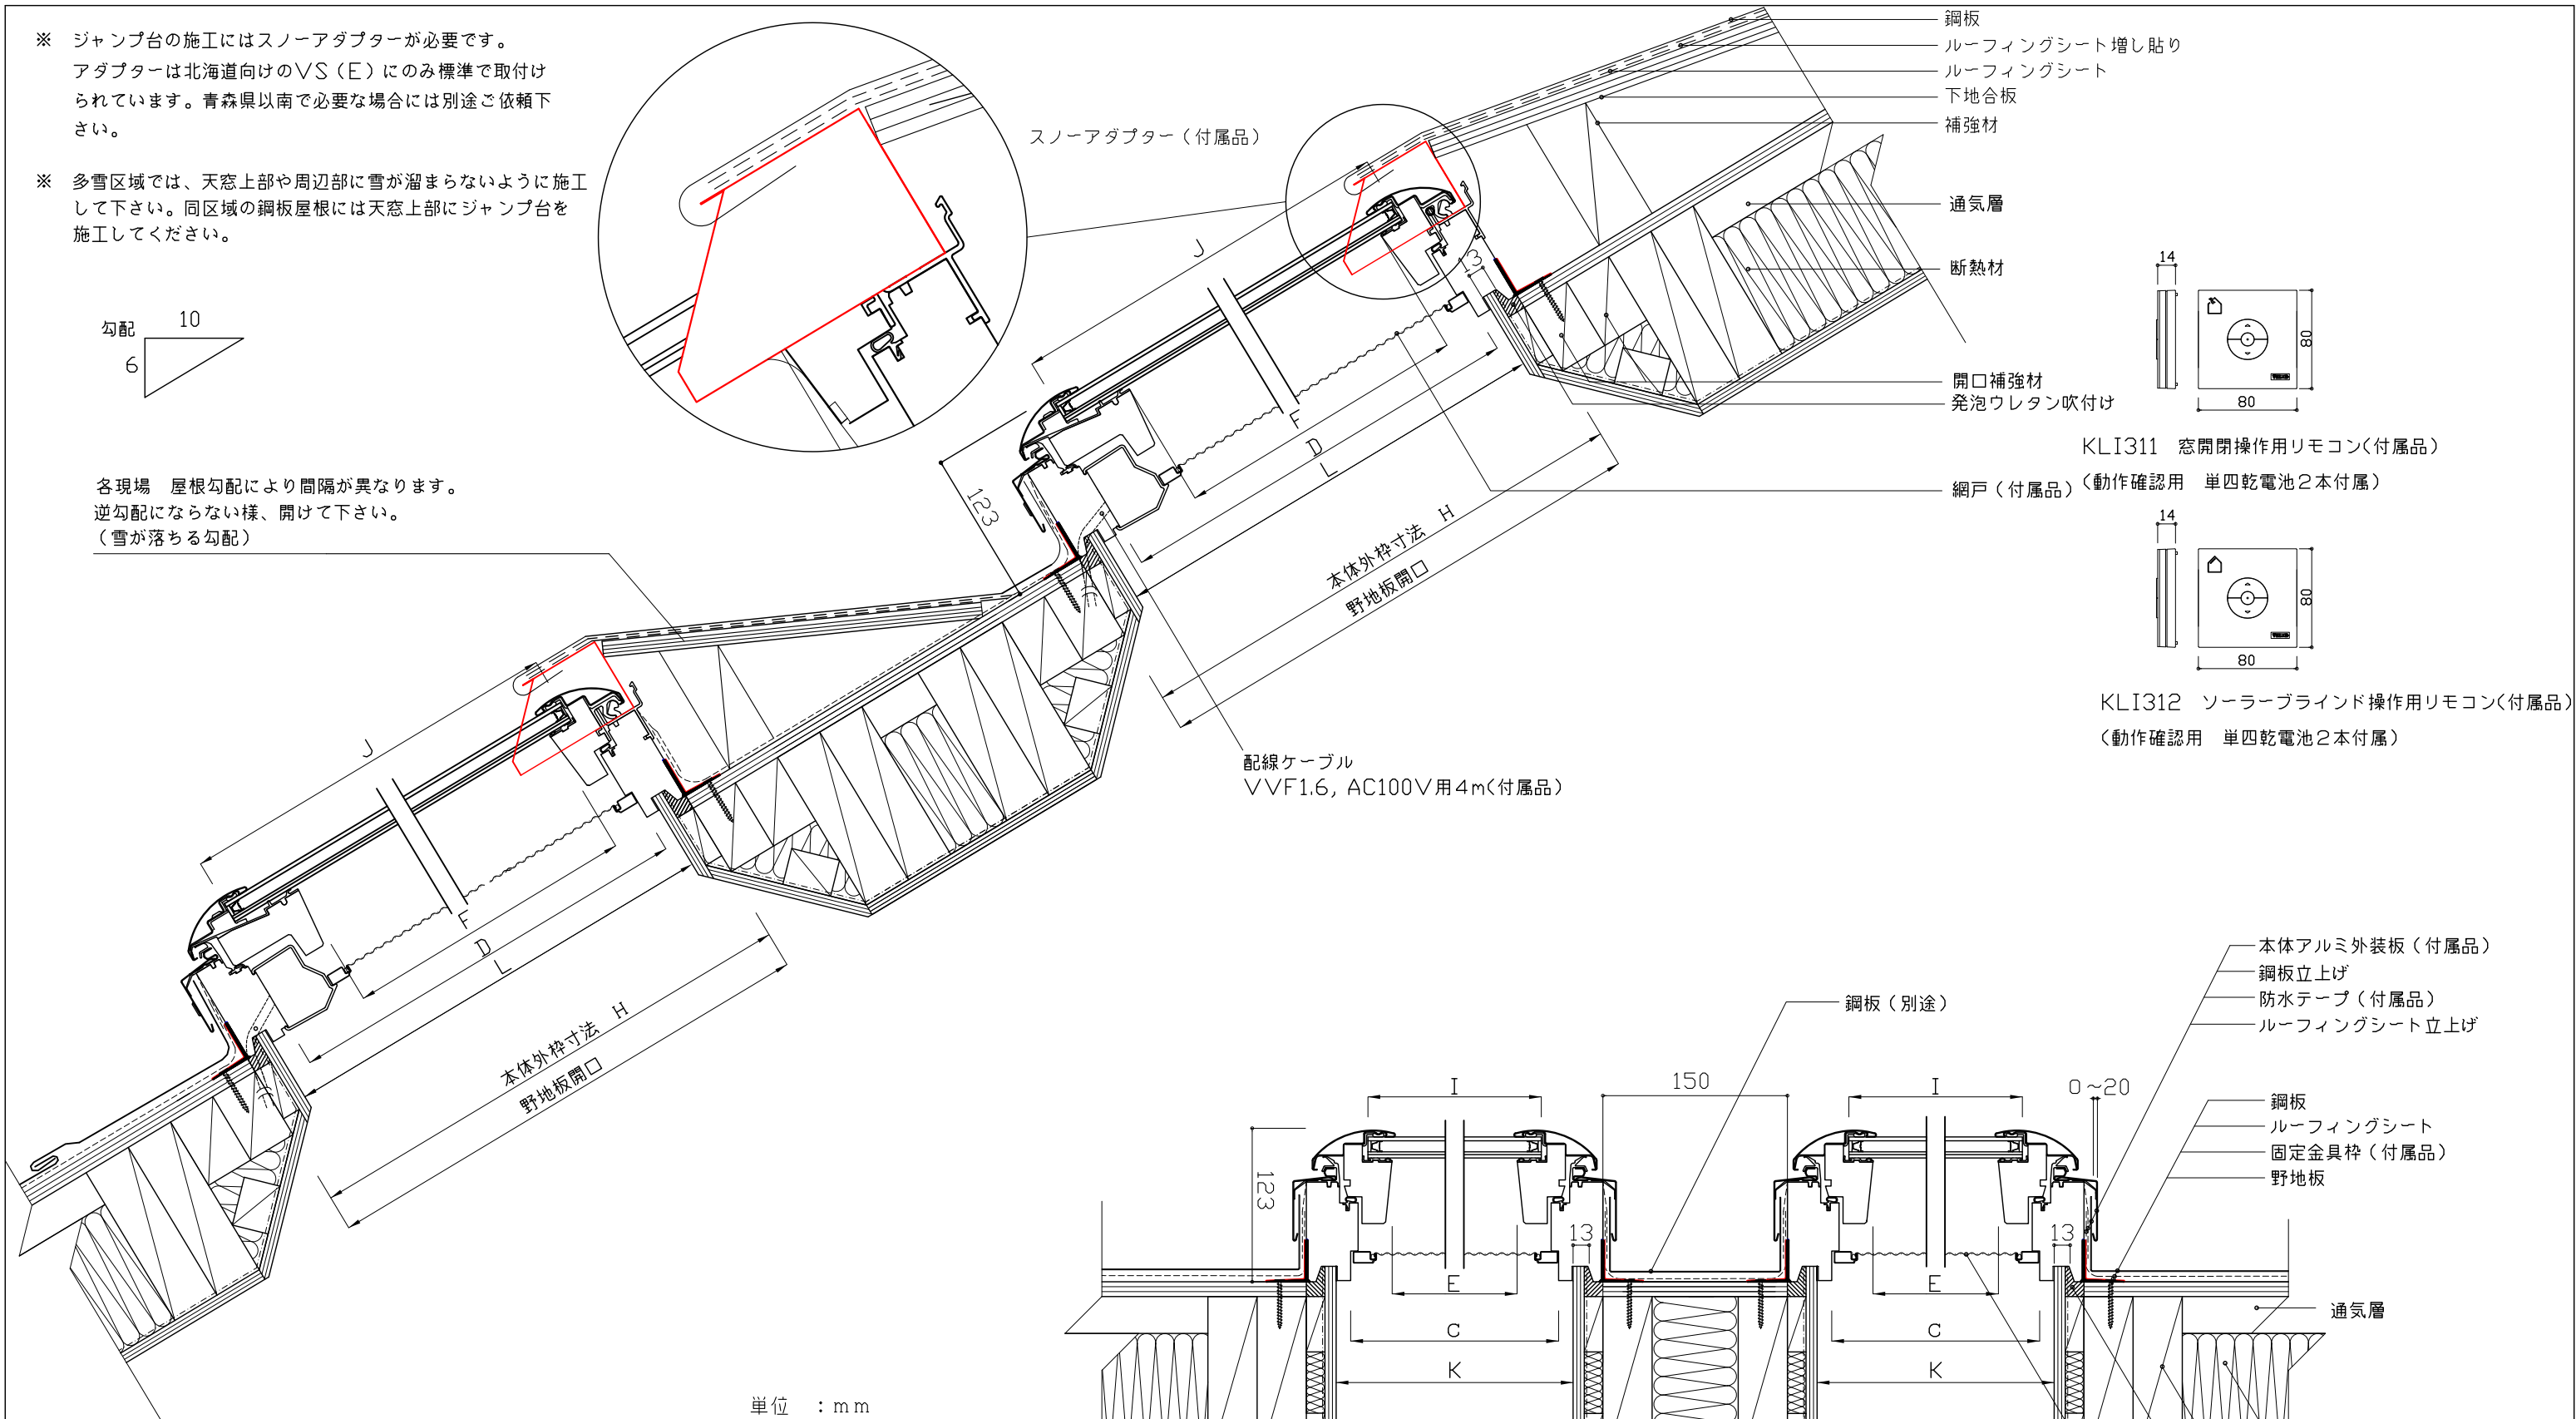 ※ ジャンプ台の施工にはスノーアダプターが必要です。
アダプターは北海道向けのVS（E）にのみ標準で取付け
られています。青森県以南で必要な場合には別途ご依頼下
さい。
※ 多雪区域では、天窓上部や周辺部に雪が溜まらないように施工
して下さい。同区域の鋼板屋根には天窓上部にジャンプ台を
施工してください。
勾配
10
6
スノーアダプター（付属品）
鋼板
ルーフィングシート増し貼り
ルーフィングシート
下地合板
補強材
通気層
断熱材
開口補強材
発泡ウレタン吹付け
網戸（付属品）
J
13
F
D
L
本体外枠寸法 H
野地板開口
123
14
80
80
KLI311 窓開閉操作用リモコン(付属品)
(動作確認用 単四乾電池2本付属)
14
80
80
KLI312 ソーラーブラインド操作用リモコン(付属品)
(動作確認用 単四乾電池2本付属)
各現場 屋根勾配により間隔が異なります。
逆勾配にならない様、開けて下さい。
（雪が落ちる勾配）
配線ケーブル
VVF1.6, AC100V用4m(付属品)
J
F
D
L
本体外枠寸法 H
野地板開口
本体アルミ外装板（付属品）
鋼板立上げ
防水テープ（付属品）
ルーフィングシート立上げ
鋼板（別途）
I
150
I
0～20
鋼板
ルーフィングシート
固定金具枠（付属品）
野地板
123
13
13
E
E
C
C
K
K
通気層
単位 ：mm